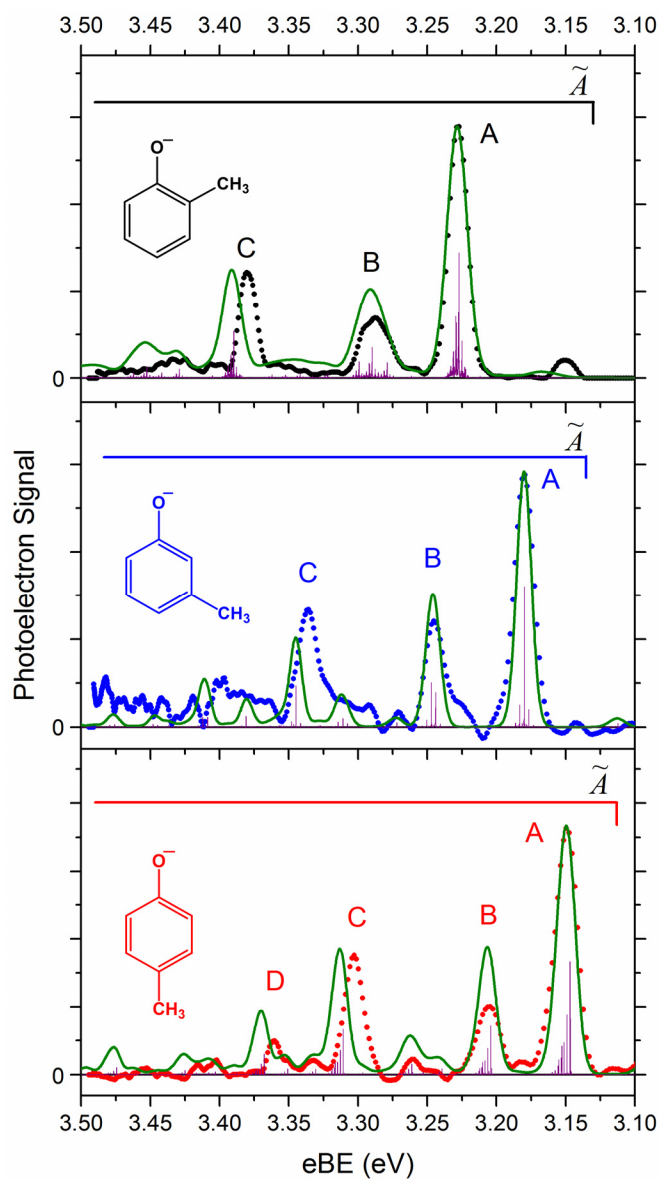 3.50 3.45 3.40 3.35 3.30 3.25 3.20 3.15 3.10
Ã
O⁻
CH₃
A
B
C
0
Ã
O⁻
CH₃
A
B
C
0
Photoelectron Signal
Ã
O⁻
CH₃
A
B
C
D
0
3.50 3.45 3.40 3.35 3.30 3.25 3.20 3.15 3.10
eBE (eV)